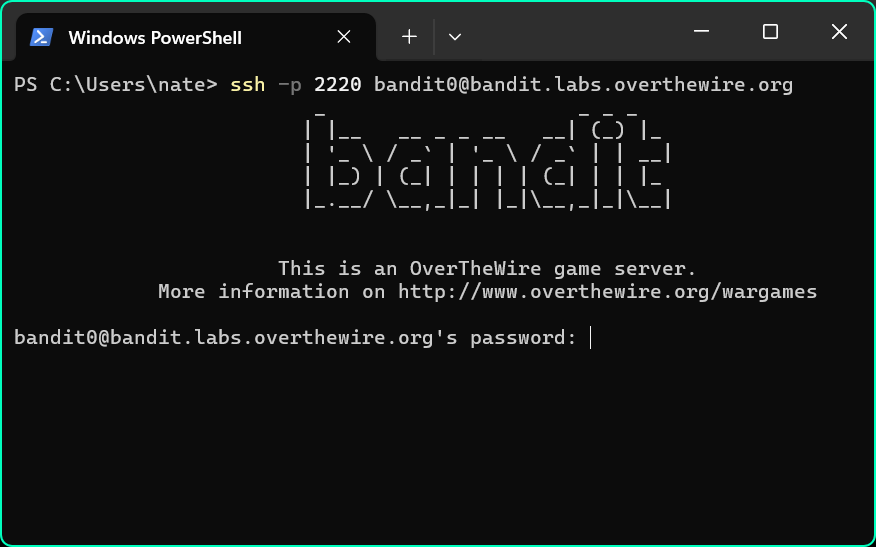 Windows PowerShell
PS C:\Users\nate> ssh -p 2220 bandit0@bandit.labs.overthewire.org
                         _                     _ _ _
                        | |__   __ _ _ __   __| (_) |_
                        | '_ \ / _` | '_ \ / _` | | __|
                        | |_) | (_| | | | | (_| | | |_
                        |_.__/ \__,_|_| |_|\__,_|_|\__|
                      This is an OverTheWire game server.
            More information on http://www.overthewire.org/wargames
bandit0@bandit.labs.overthewire.org's password: